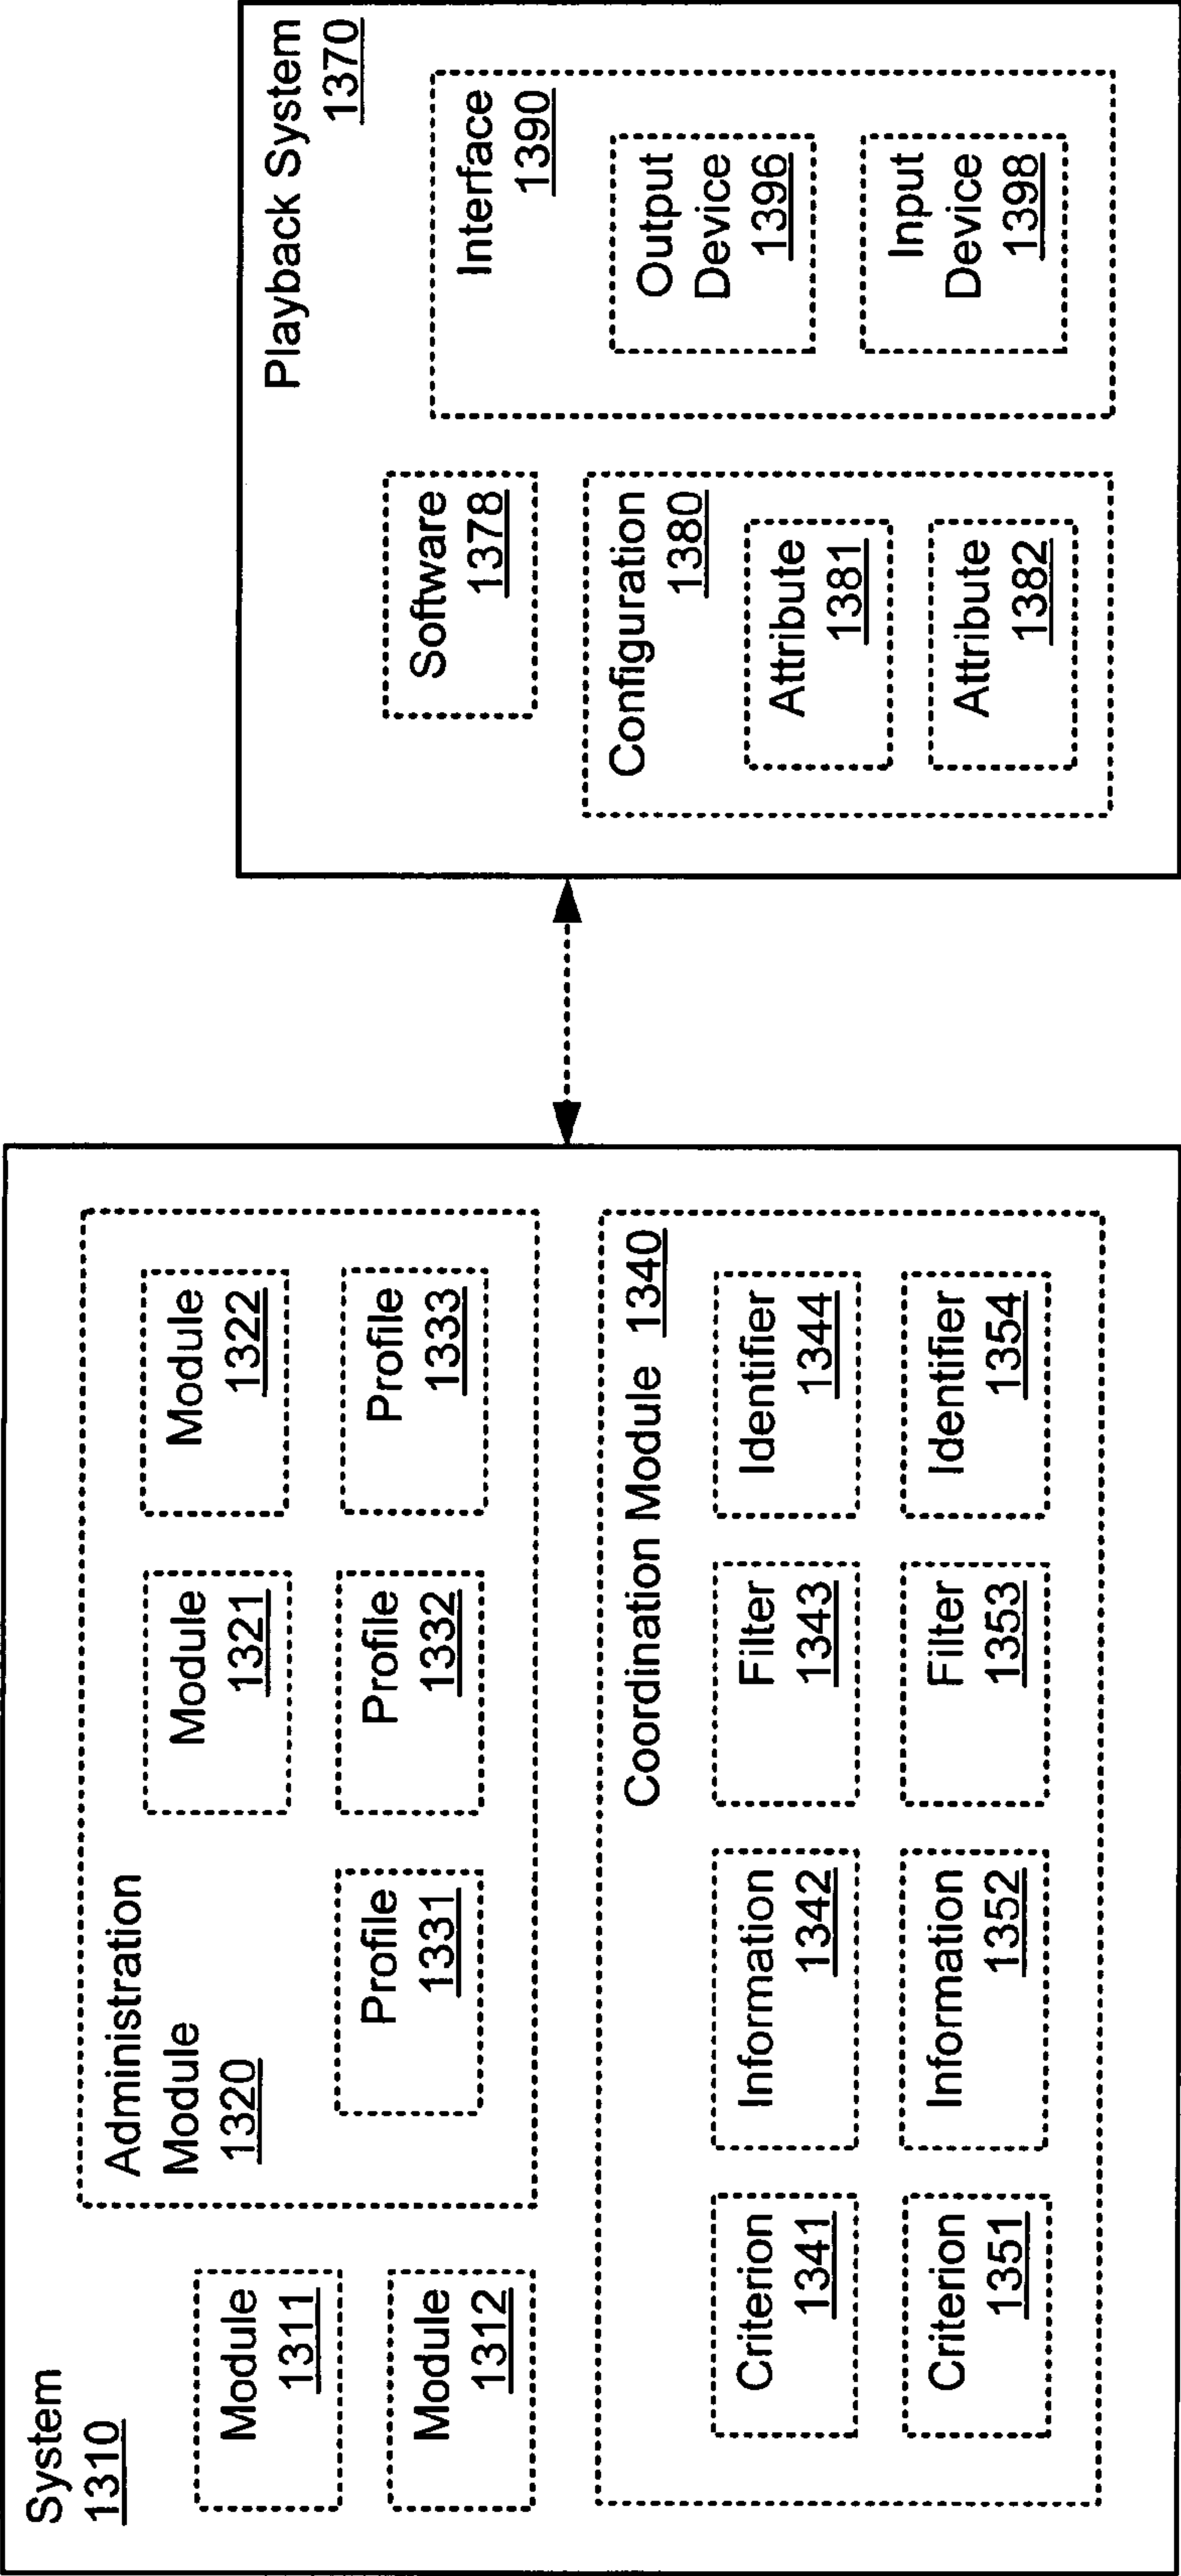 System
1310
Module
1311
Module
1312
Administration
Module
1320
Module
1321
Module
1322
Profile
1331
Profile
1332
Profile
1333
Coordination Module 1340
Criterion
1341
Information
1342
Filter
1343
Identifier
1344
Criterion
1351
Information
1352
Filter
1353
Identifier
1354
Playback System
1370
Software
1378
Configuration
1380
Attribute
1381
Attribute
1382
Interface
1390
Output
Device
1396
Input
Device
1398